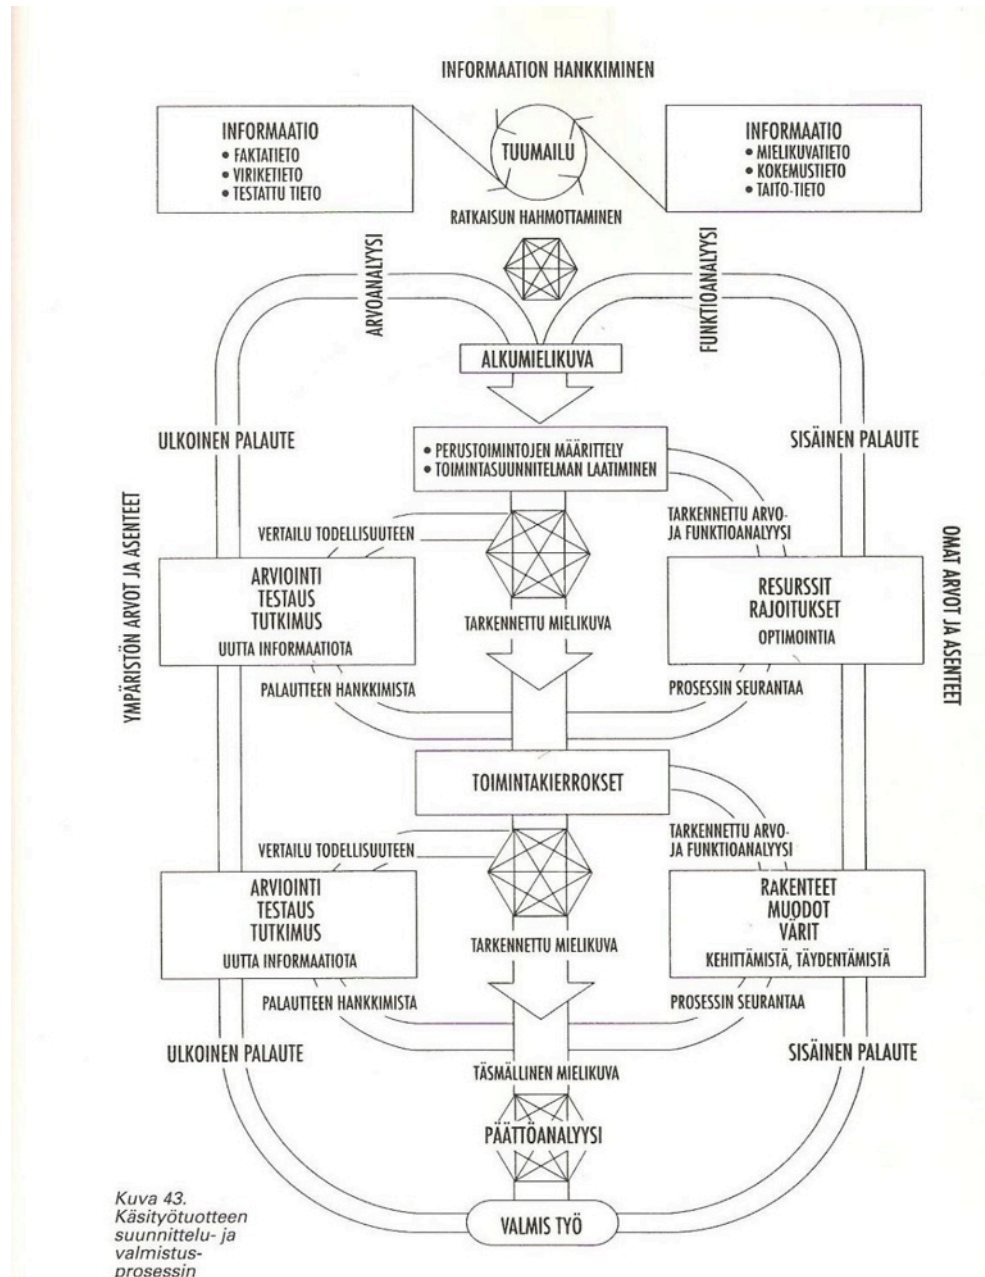 INFORMAATION HANKKIMINEN
INFORMAATIO
• FAKTATIETO
• VIRIKETIETO
• TESTATTU TIETO
TUUMAILU
INFORMAATIO
• MIELIKUVATIETO
• KOKEMUSTIETO
• TAITO-TIETO
RATKAISUN HAHMOTTAMINEN
ARVOANALYYSI
FUNKTIOANALYYSI
ALKUMIELIKUVA
ULKOINEN PALAUTE
SISÄINEN PALAUTE
• PERUSTOIMINTOJEN MÄÄRITTELY
• TOIMINTASUUNNITELMAN LAATIMINEN
YMPÄRISTÖN ARVOT JA ASENTEET
OMAT ARVOT JA ASENTEET
VERTAILU TODELLISUUTEEN
TARKENNETTU ARVO-
JA FUNKTIOANALYYSI
ARVIOINTI
TESTAUS
TUTKIMUS
UUTTA INFORMAATIOTA
RESURSSIT
RAJOITUKSET
OPTIMOINTIA
TARKENNETTU MIELIKUVA
PALAUTTEEN HANKKIMISTA
PROSESSIN SEURANTAA
TOIMINTAKIERROKSET
VERTAILU TODELLISUUTEEN
TARKENNETTU ARVO-
JA FUNKTIOANALYYSI
ARVIOINTI
TESTAUS
TUTKIMUS
UUTTA INFORMAATIOTA
RAKENTEET
MUODOT
VÄRIT
KEHITTÄMISTÄ, TÄYDENTÄMISTÄ
TARKENNETTU MIELIKUVA
PALAUTTEEN HANKKIMISTA
PROSESSIN SEURANTAA
ULKOINEN PALAUTE
SISÄINEN PALAUTE
TÄSMÄLLINEN MIELIKUVA
PÄÄTTÖANALYYSI
VALMIS TYÖ
Kuva 43.
Käsityötuotteen
suunnittelu- ja
valmistus-
prosessin